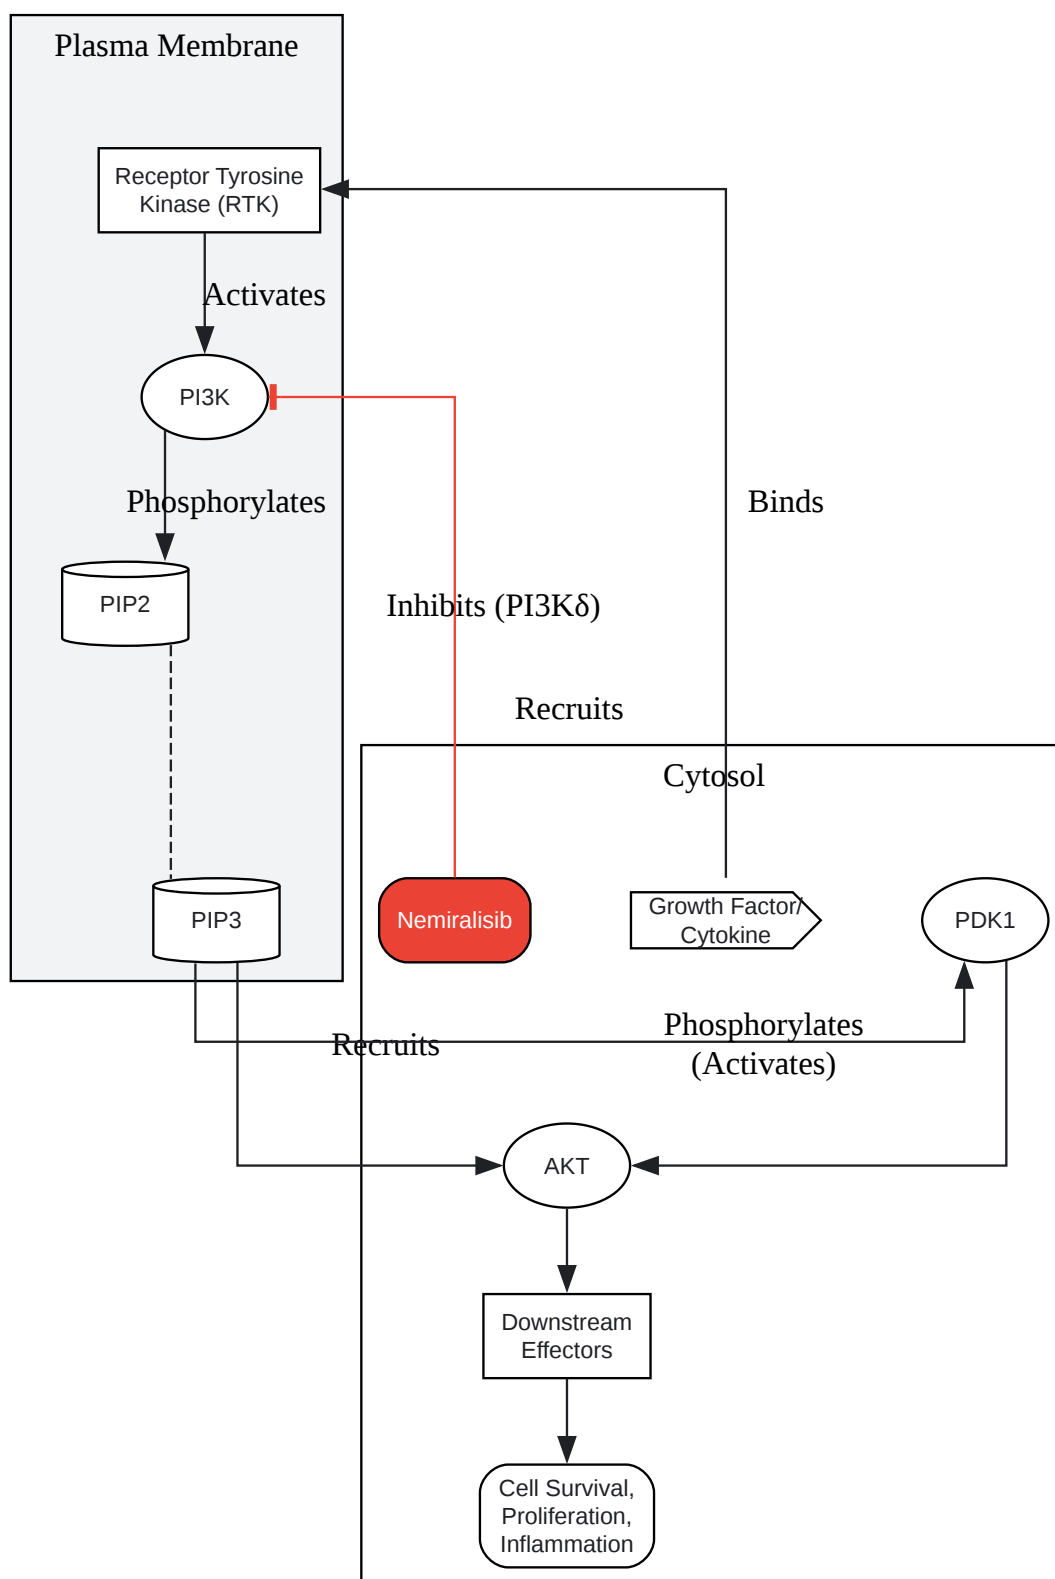 Plasma Membrane
Receptor Tyrosine
Kinase (RTK)
Activates
PI3K
Phosphorylates
Binds
PIP2
Inhibits (PI3Kδ)
Recruits
Cytosol
PIP3
Nemiralisib
Growth Factor/
Cytokine
PDK1
Recruits
Phosphorylates
(Activates)
AKT
Downstream
Effectors
Cell Survival,
Proliferation,
Inflammation